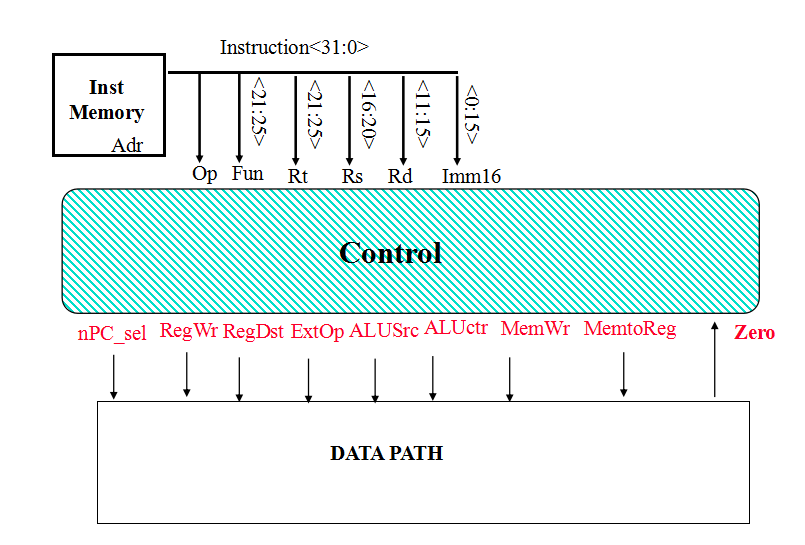 Instruction<31:0>
Inst
Memory
Adr
<21:25>
<21:25>
<16:20>
<11:15>
<0:15>
Op Fun Rt Rs Rd Imm16
Control
nPC_sel RegWr RegDst ExtOp ALUSrc ALUctr MemWr MemtoReg Zero
DATA PATH